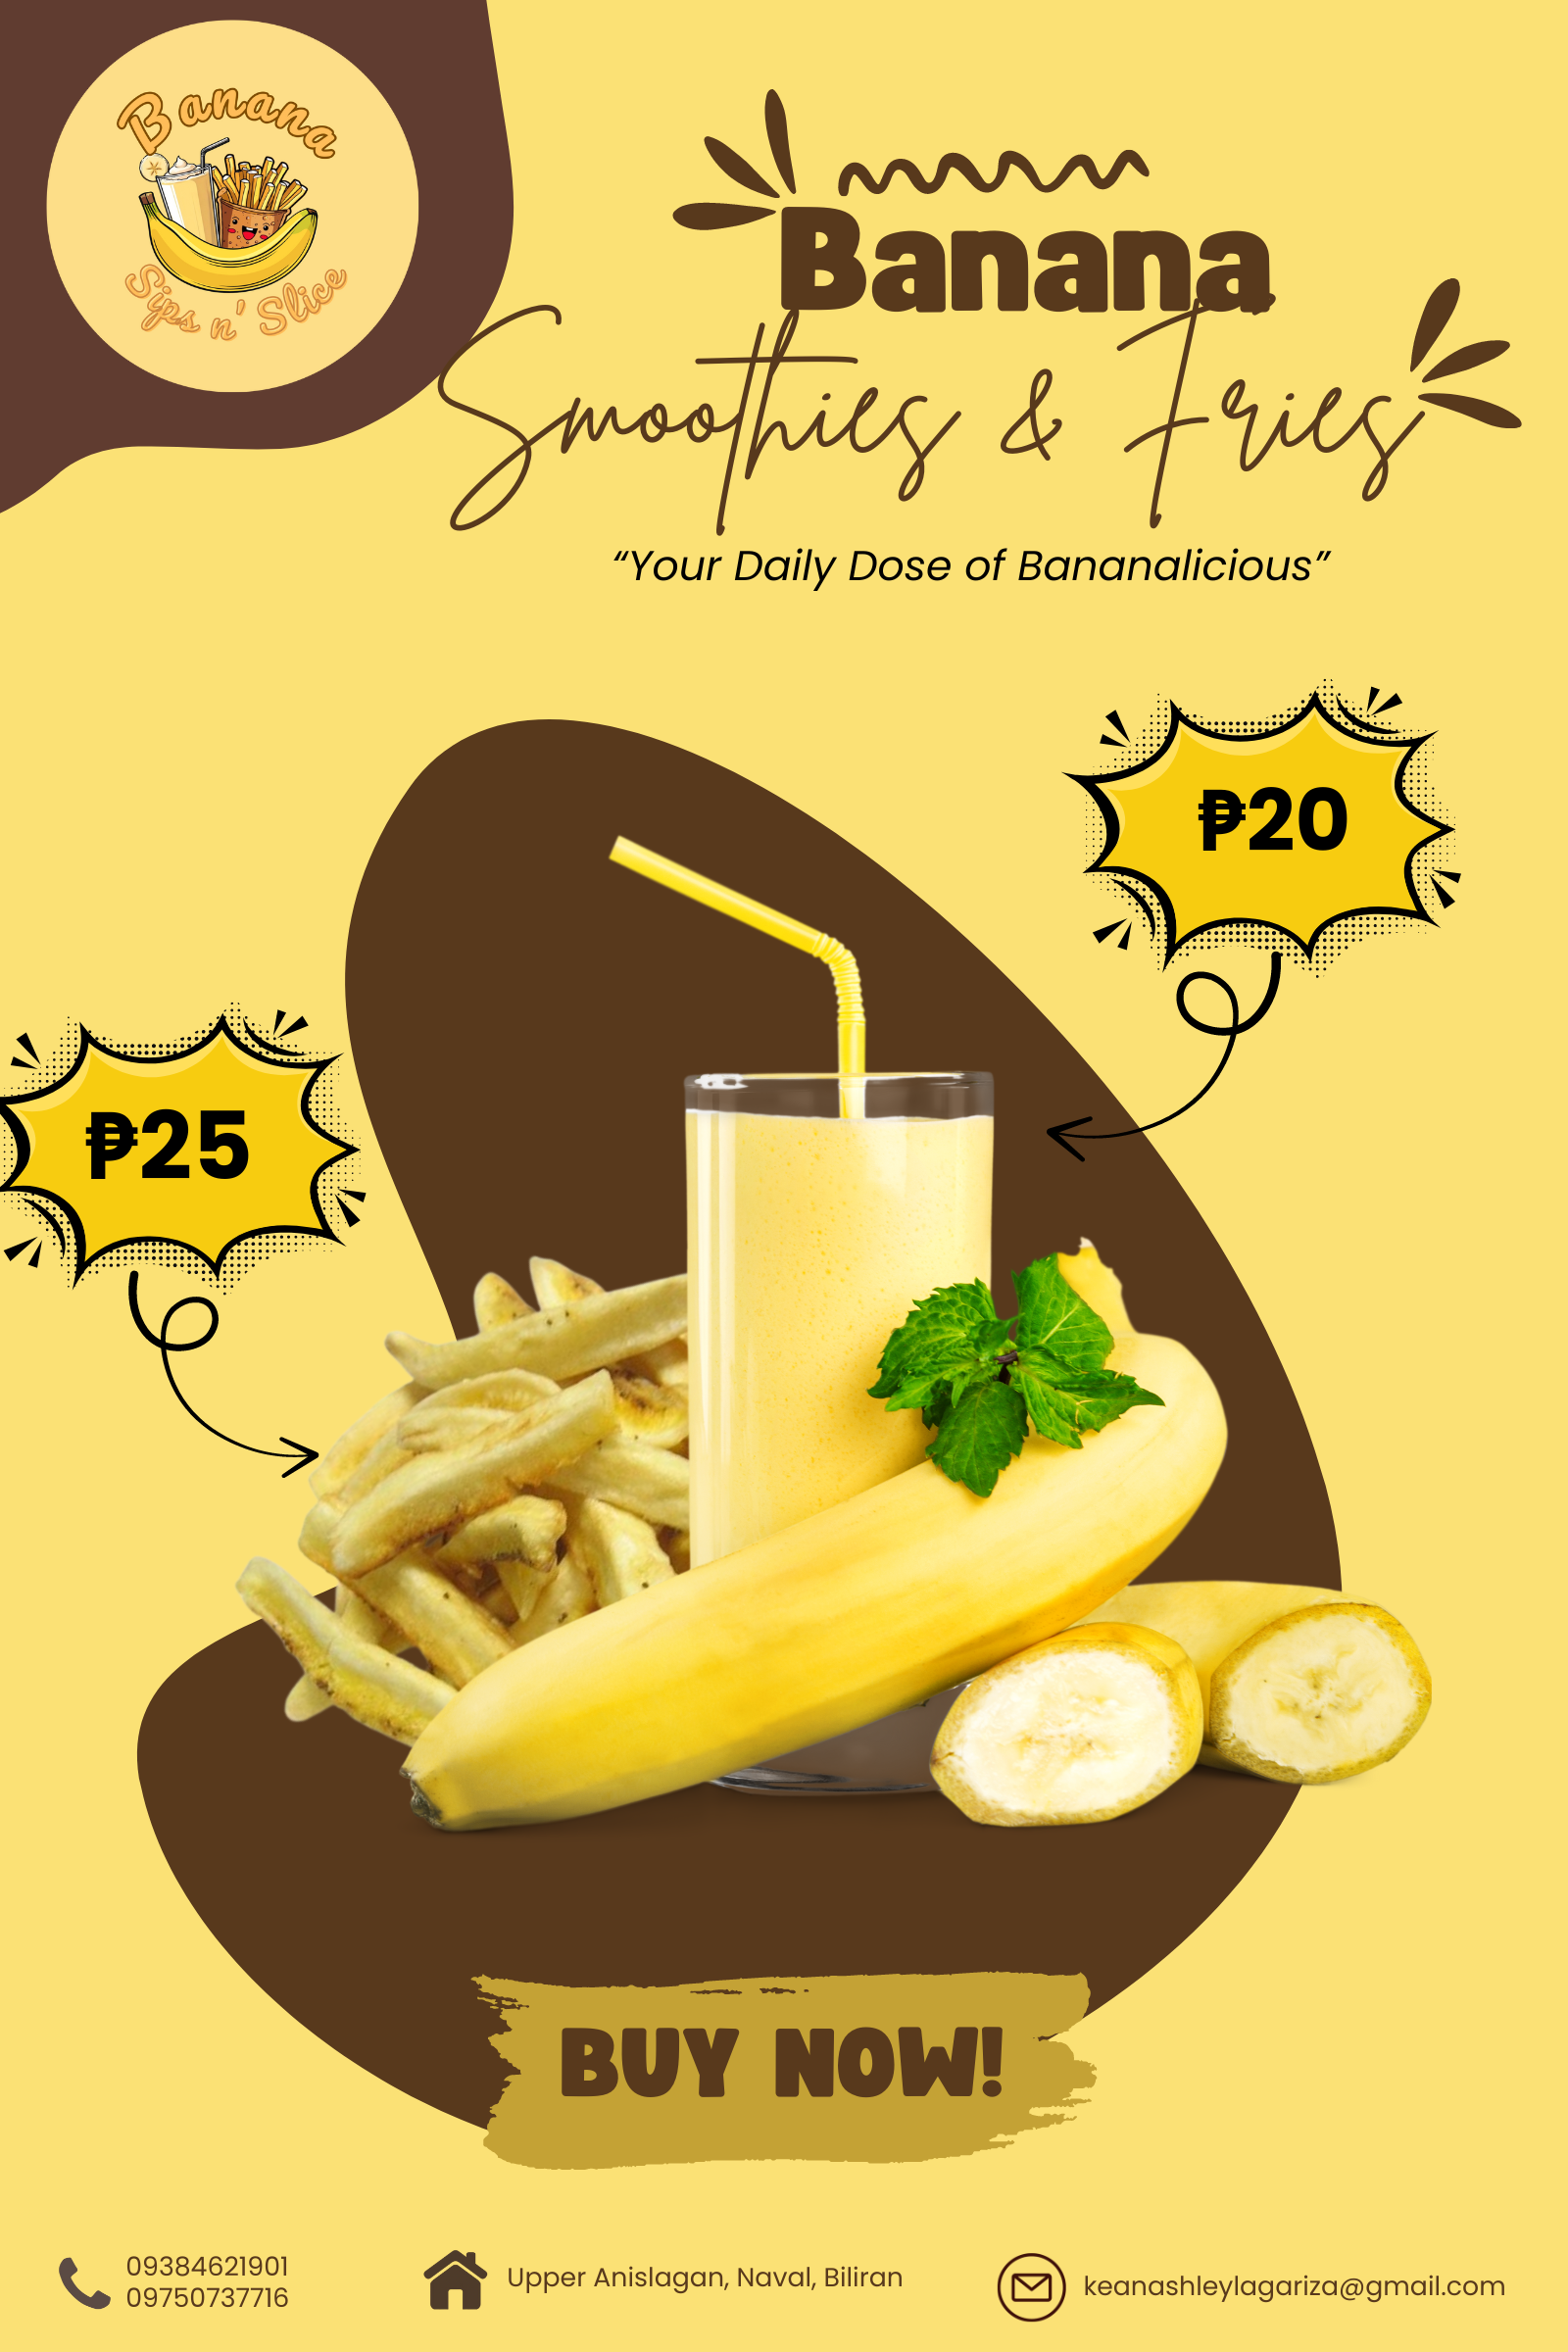 Banana
Sips n' Slice
Banana
Smoothies & Fries
“Your Daily Dose of Bananalicious”
₱20
₱25
BUY NOW!
09384621901
09750737716
Upper Anislagan, Naval, Biliran
keanashleylagariza@gmail.com